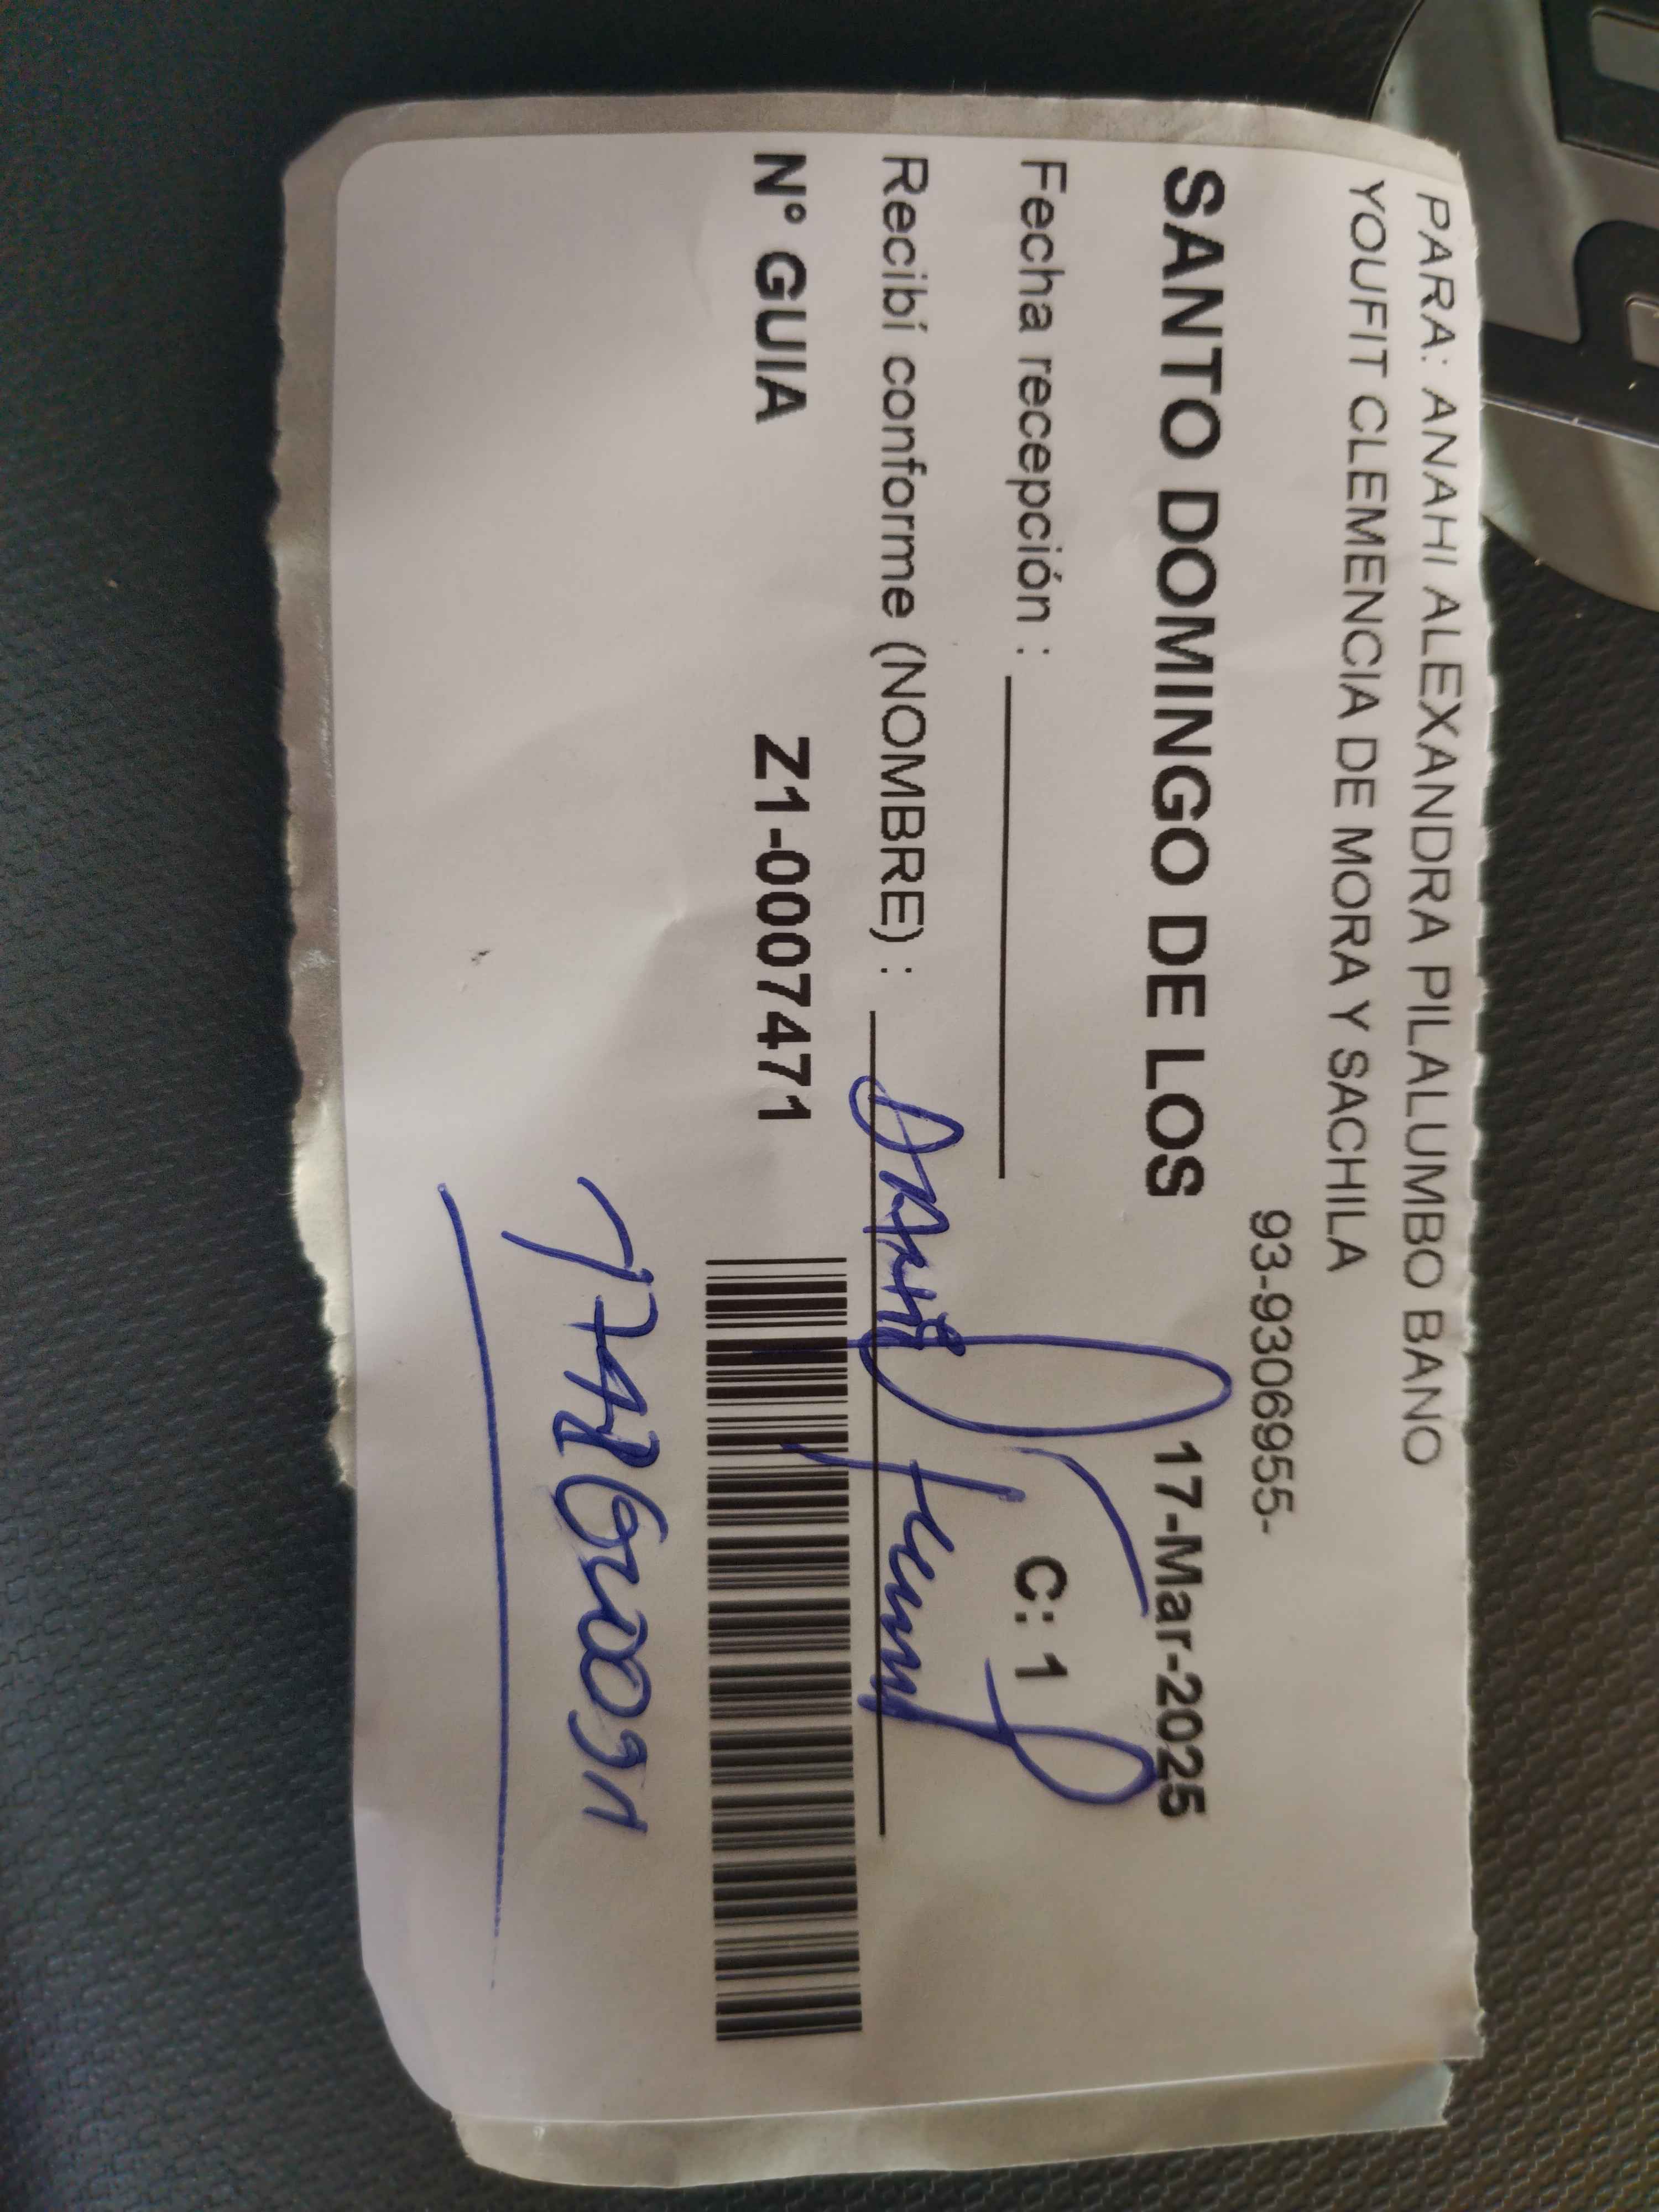 PARA: ANAHI ALEXANDRA PILALUMBO BANO
YOUFIT CLEMENCIA DE MORA Y SACHILA
93-9306955-
SANTO DOMINGO DE LOS 17-Mar-2025
Fecha recepción : C: 1
Recibí conforme (NOMBRE) :
N° GUIA Z1-0007471